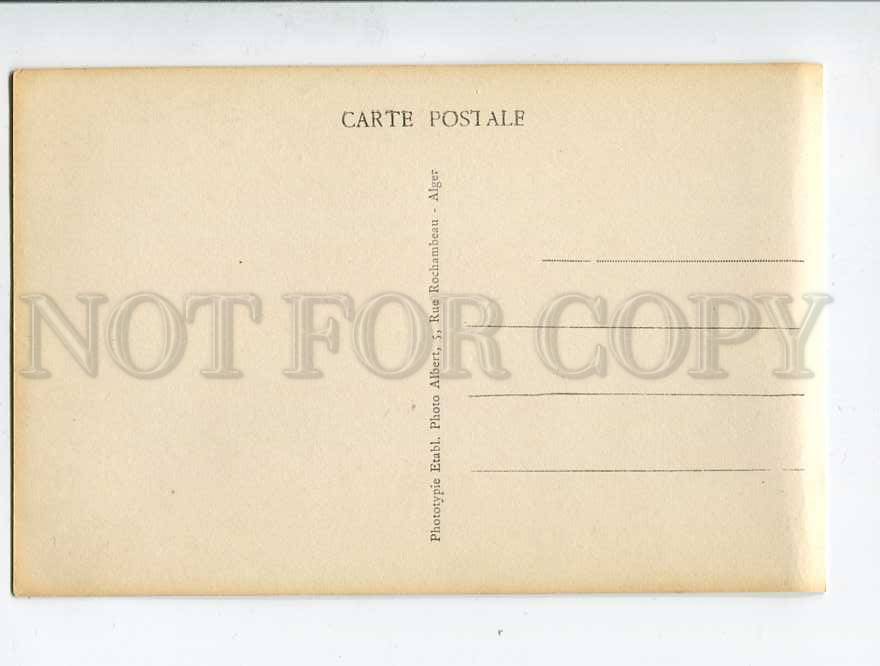 CARTE POSTALE
Phototypie Etabl. Photo Albert, 5, Rue Rochambeau - Alger
NOT FOR COPY